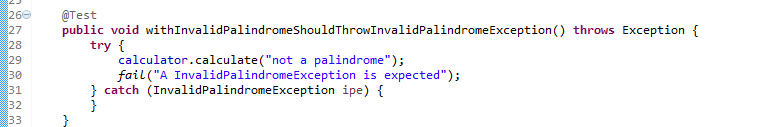 26 @Test
27 public void withInvalidPalindromeShouldThrowInvalidPalindromeException() throws Exception {
28 try {
29 calculator.calculate("not a palindrome");
30 fail("A InvalidPalindromeException is expected");
31 } catch (InvalidPalindromeException ipe) {
32 }
33 }